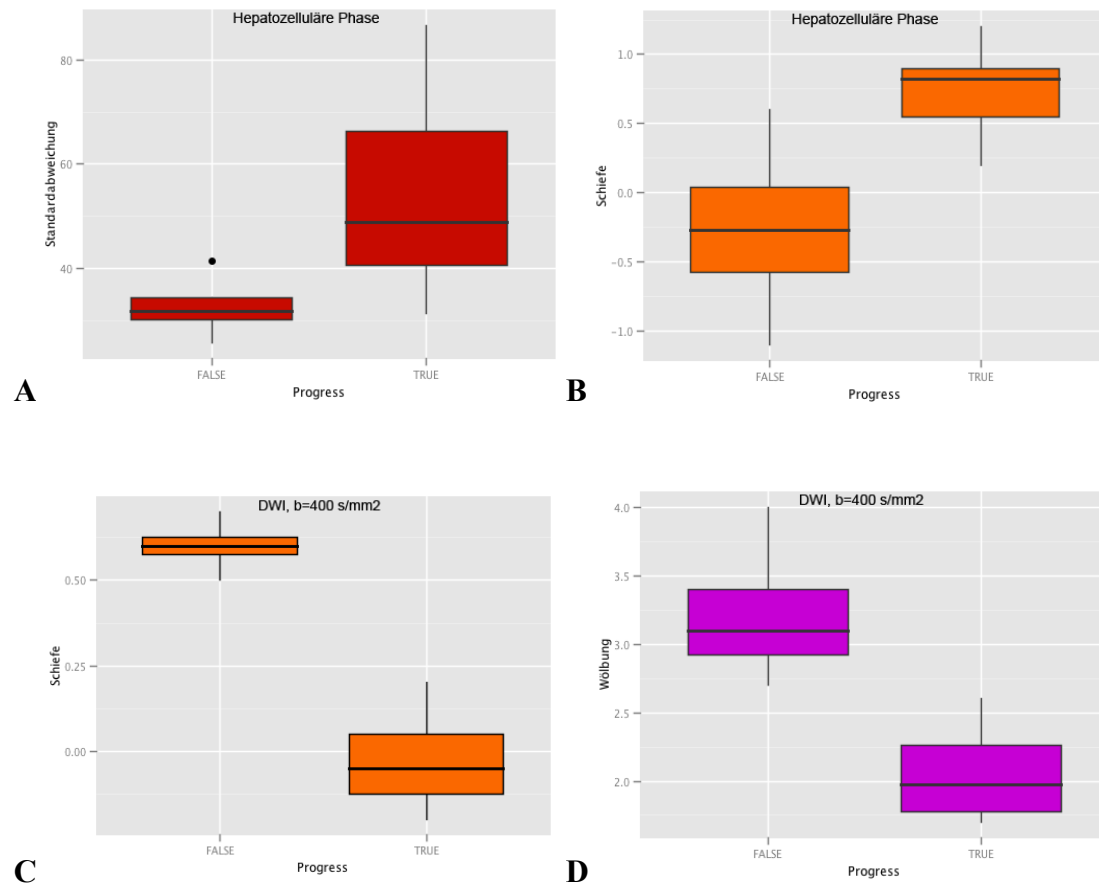 Hepatozelluläre Phase
80
60
40
Standardabweichung
FALSE
TRUE
Progress
A
Hepatozelluläre Phase
1.0
0.5
0.0
−0.5
−1.0
Schiefe
FALSE
TRUE
Progress
B
DWI, b=400 s/mm2
0.50
0.25
0.00
Schiefe
FALSE
TRUE
Progress
C
DWI, b=400 s/mm2
4.0
3.5
3.0
2.5
2.0
Wölbung
FALSE
TRUE
Progress
D